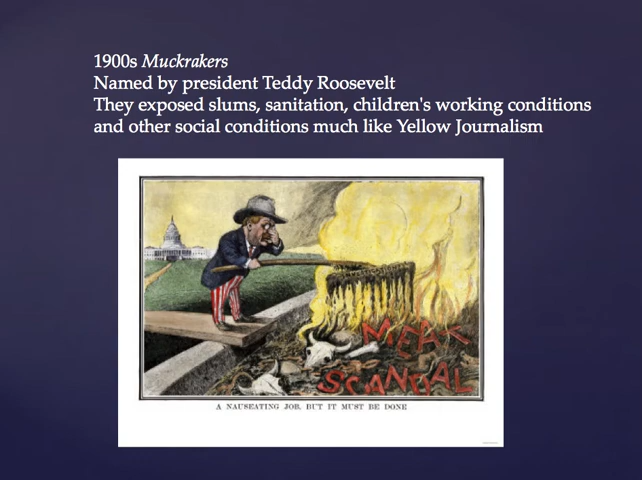 1900s Muckrakers
Named by president Teddy Roosevelt
They exposed slums, sanitation, children's working conditions
and other social conditions much like Yellow Journalism
MEAT
SCANDAL
A NAUSEATING JOB, BUT IT MUST BE DONE